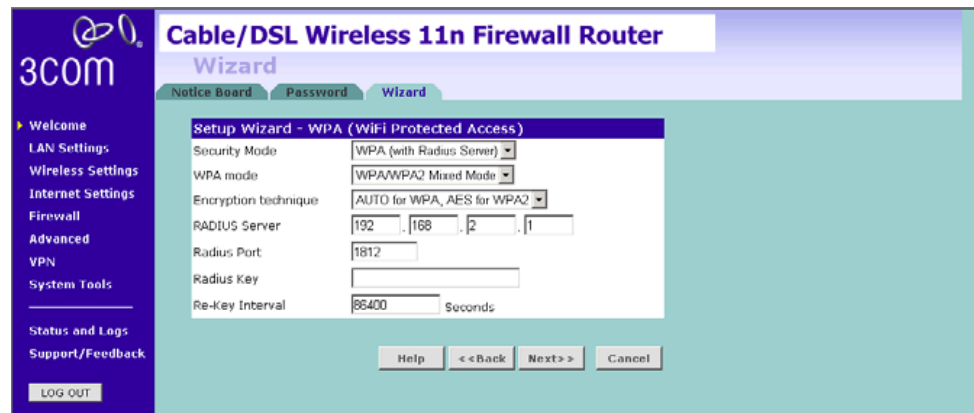 3COM
Cable/DSL Wireless 11n Firewall Router
Wizard
Notice Board Password Wizard
Welcome
LAN Settings
Wireless Settings
Internet Settings
Firewall
Advanced
VPN
System Tools
Status and Logs
Support/Feedback
LOG OUT
Setup Wizard - WPA (WiFi Protected Access)
Security Mode WPA (with Radius Server)
WPA mode WPA/WPA2 Mixed Mode
Encryption technique AUTO for WPA, AES for WPA2
RADIUS Server 192 . 168 . 2 . 1
Radius Port 1812
Radius Key
Re-Key Interval 86400 Seconds
Help <<Back Next>> Cancel